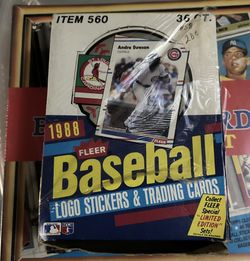 ITEM 560 36 CT.
Andre Dawson
1988
FLEER
Baseball
LOGO STICKERS & TRADING CARDS
Collect
FLEER
Special
"LIMITED
EDITION"
Sets!